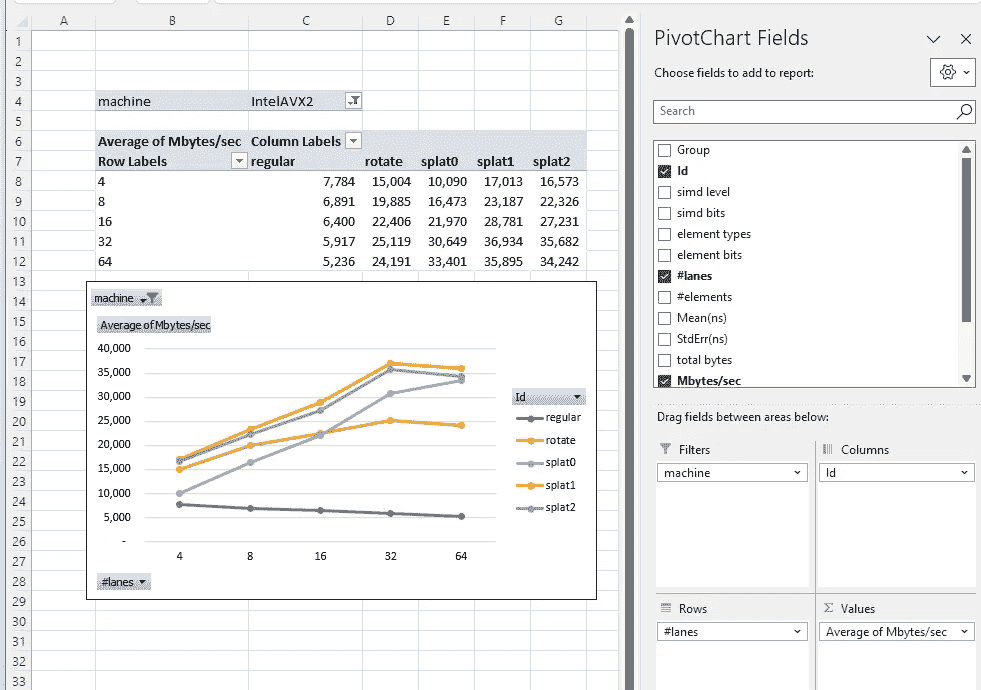 A B C D E F G
1
2
3
4 machine IntelAVX2
5
6 Average of Mbytes/sec Column Labels
7 Row Labels regular rotate splat0 splat1 splat2
8 4 7,784 15,004 10,090 17,013 16,573
9 8 6,891 19,885 16,473 23,187 22,326
10 16 6,400 22,406 21,970 28,781 27,231
11 32 5,917 25,119 30,649 36,934 35,682
12 64 5,236 24,191 33,401 35,895 34,242
13
14
15
16
17
18
19
20
21
22
23
24
25
26
27
28
29
30
31
32
33
machine
Average of Mbytes/sec
40,000
35,000
30,000
25,000
20,000
15,000
10,000
5,000
-
4 8 16 32 64
#lanes
Id
regular
rotate
splat0
splat1
splat2
PivotChart Fields
Choose fields to add to report:
Search
Group
Id
simd level
simd bits
element types
element bits
#lanes
#elements
Mean(ns)
StdErr(ns)
total bytes
Mbytes/sec
Drag fields between areas below:
Filters
machine
Columns
Id
Rows
#lanes
Σ Values
Average of Mbytes/sec